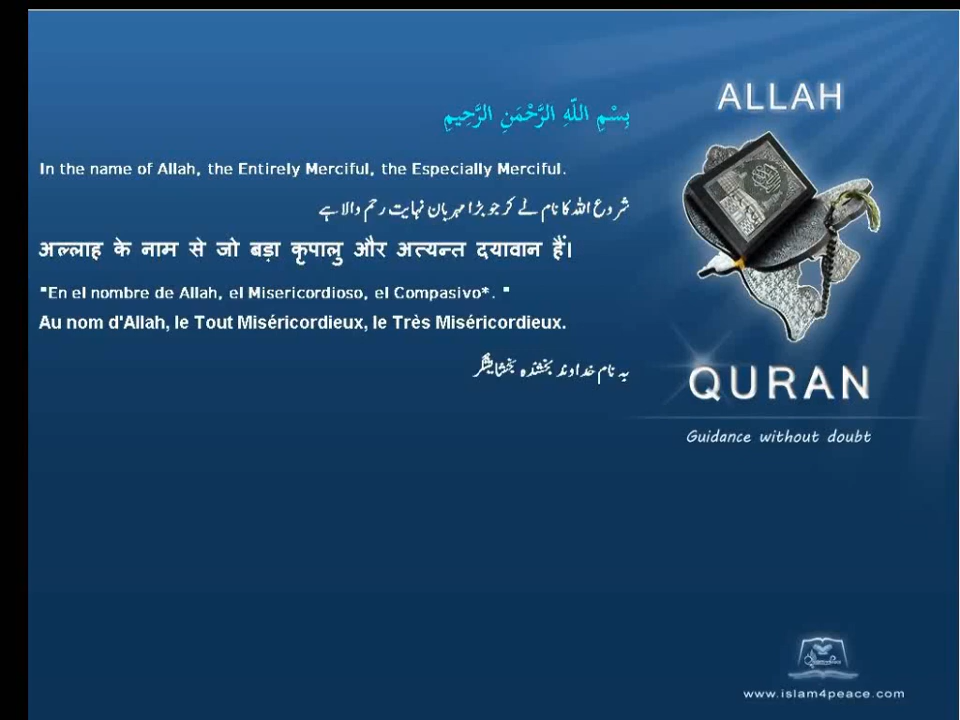 بِسْمِ اللّهِ الرَّحْمَنِ الرَّحِيمِ
In the name of Allah, the Entirely Merciful, the Especially Merciful.
شروع الله کا نام لے کر جو بڑا مہربان نہایت رحم والا ہے
अल्लाह के नाम से जो बड़ा कृपालु और अत्यन्त दयावान हैं।
"En el nombre de Allah, el Misericordioso, el Compasivo*. "
Au nom d'Allah, le Tout Miséricordieux, le Très Miséricordieux.
به نام خداوند بخشنده بخشایشگر
ALLAH
QURAN
Guidance without doubt
www.islam4peace.com